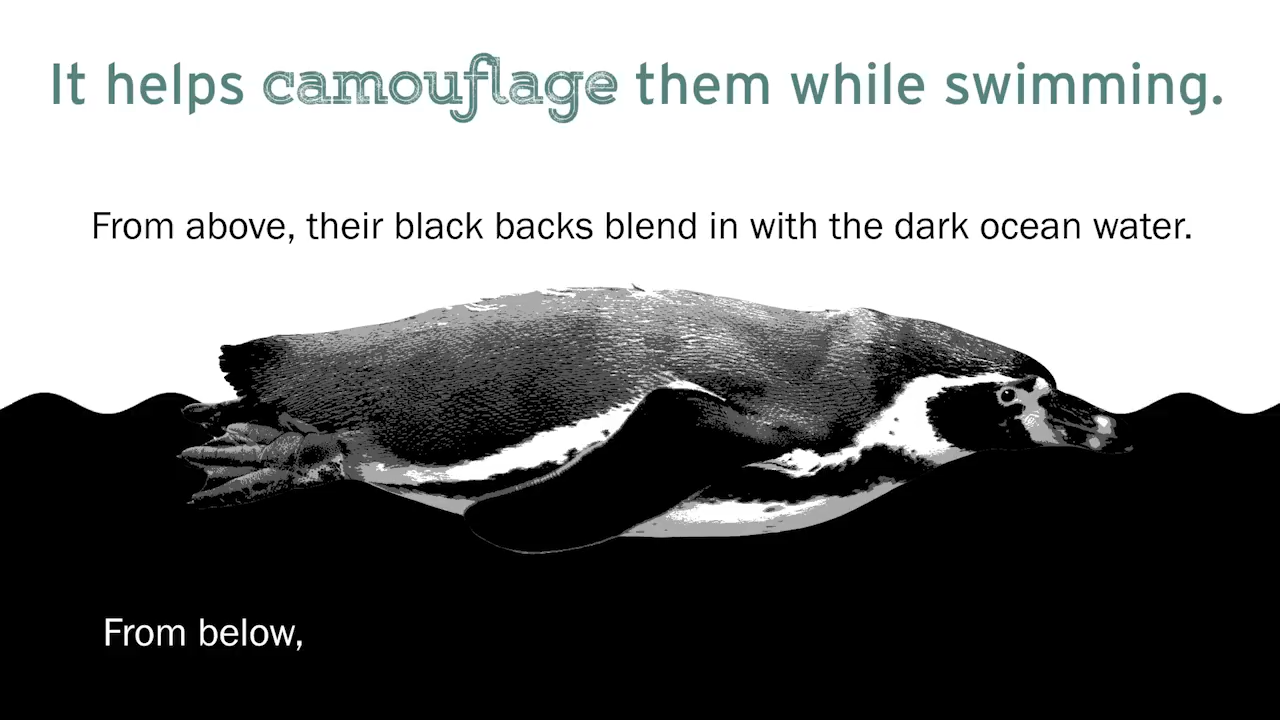 It helps camouflage them while swimming.
From above, their black backs blend in with the dark ocean water.
From below,